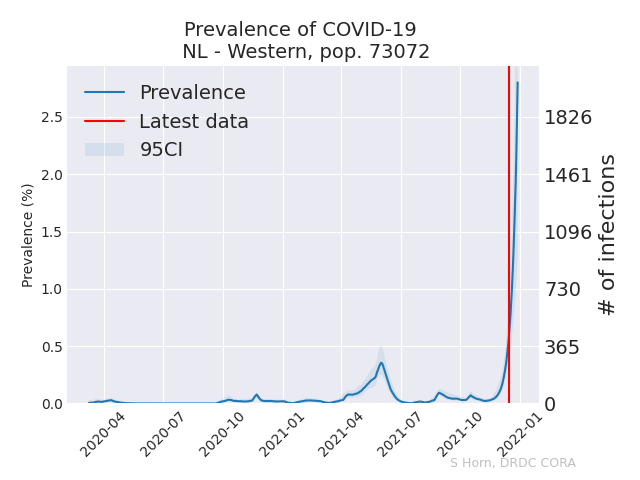 Prevalence of COVID-19
NL - Western, pop. 73072
Prevalence
Latest data
95CI
Prevalence (%)
2.5
2.0
1.5
1.0
0.5
0.0
1826
1461
1096
730
365
0
# of infections
2020-04
2020-07
2020-10
2021-01
2021-04
2021-07
2021-10
2022-01
S Horn, DRDC CORA